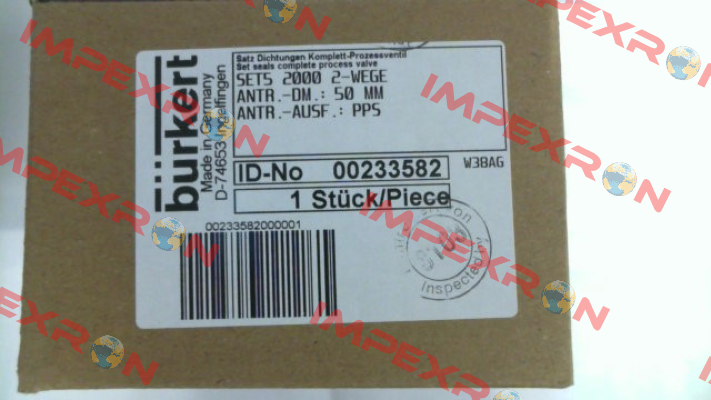 bürkert
Made in Germany
D-74653 Ingelfingen
Satz Dichtungen Komplett-Prozessventil
Set seals complete process valve
SET5 2000 2-WEGE
ANTR.-DM.: 50 MM
ANTR.-AUSF.: PPS
ID-No 00233582
W38AG
1 Stück/Piece
00233582000001
Inspected by
IMPEXRON
IMPEXRON
IMPEXRON
IMPEXRON
IMPEXRON